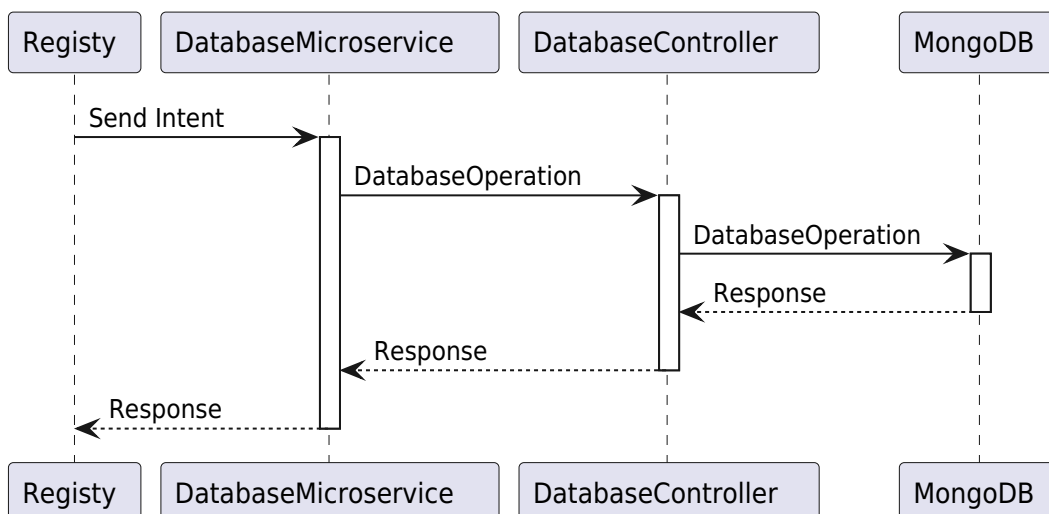 Registy DatabaseMicroservice DatabaseController MongoDB
Send Intent
DatabaseOperation
DatabaseOperation
Response
Response
Response
Registy DatabaseMicroservice DatabaseController MongoDB